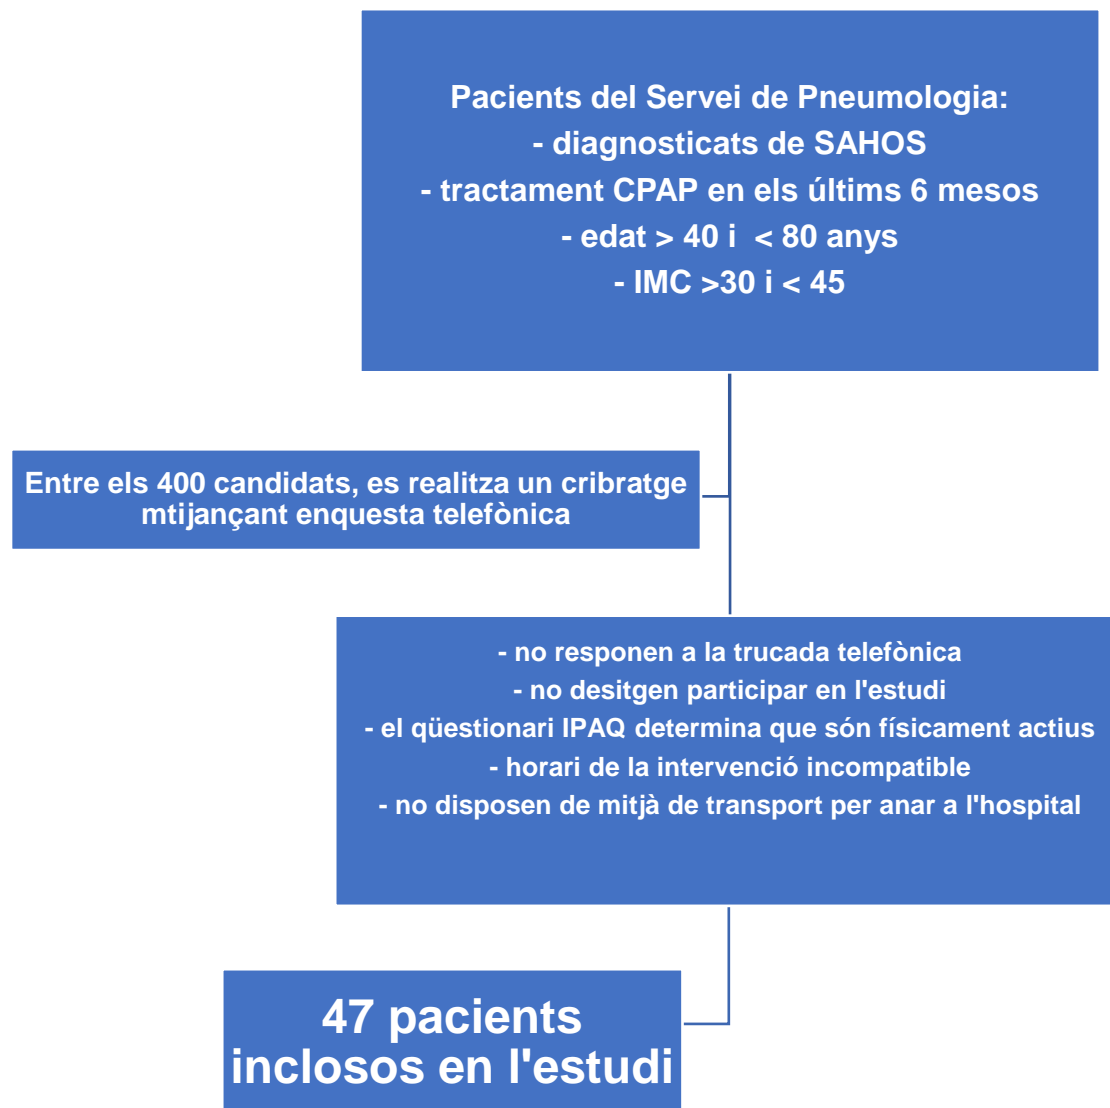 Pacients del Servei de Pneumologia:
- diagnosticats de SAHOS
- tractament CPAP en els últims 6 mesos
- edat > 40 i  < 80 anys
- IMC >30 i < 45
Entre els 400 candidats, es realitza un cribratge
mtijançant enquesta telefònica
- no responen a la trucada telefònica
- no desitgen participar en l'estudi
- el qüestionari IPAQ determina que són físicament actius
- horari de la intervenció incompatible
- no disposen de mitjà de transport per anar a l'hospital
47 pacients
inclosos en l'estudi